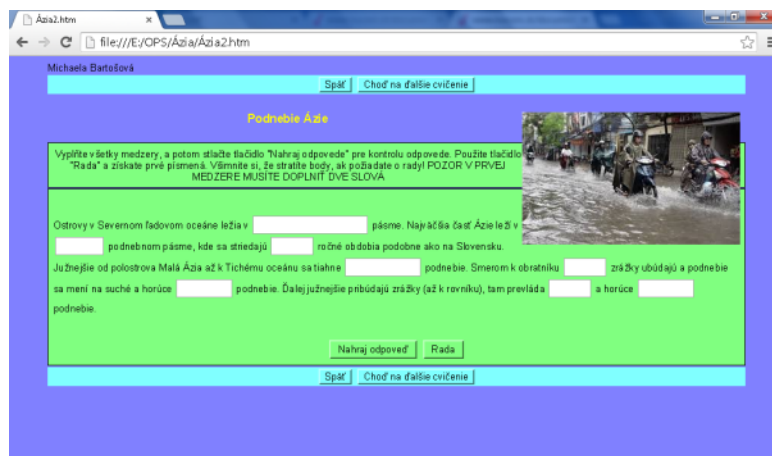 Ázia2.htm
file:///E:/OPS/Ázia/Ázia2.htm
Michaela Bartošová
Späť Choď na ďalšie cvičenie
Podnebie Ázie
Vyplňte všetky medzery, a potom stlačte tlačidlo "Nahraj odpovede" pre kontrolu odpovede. Použite tlačidlo
"Rada" a získate prvé písmená. Všimnite si, že stratíte body, ak požiadate o rady! POZOR V PRVEJ
MEDZERE MUSÍTE DOPLNIŤ DVE SLOVÁ
Ostrovy v Severnom ľadovom oceáne ležia v pásme. Najväčšia časť Ázie leží v
podnebnom pásme, kde sa striedajú ročné obdobia podobne ako na Slovensku.
Južnejšie od polostrova Malá Ázia až k Tichému oceánu sa tiahne podnebie. Smerom k obratníku zrážky ubúdajú a podnebie
sa mení na suché a horúce podnebie. Ďalej južnejšie pribúdajú zrážky (až k rovníku), tam prevláda a horúce
podnebie.
Nahraj odpoveď Rada
Späť Choď na ďalšie cvičenie